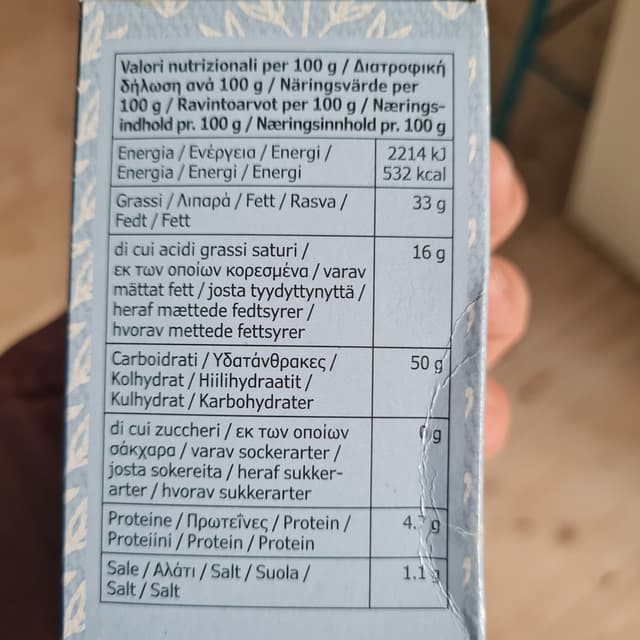 Valori nutrizionali per 100 g / Διατροφική
δήλωση ανά 100 g / Näringsvärde per
100 g / Ravintoarvot per 100 g / Nærings-
indhold pr. 100 g / Næringsinnhold pr. 100 g
Energia / Ενέργεια / Energi /
Energia / Energi / Energi
2214 kJ
532 kcal
Grassi / Λιπαρά / Fett / Rasva /
Fedt / Fett
33 g
di cui acidi grassi saturi /
εκ των οποίων κορεσμένα / varav
mättat fett / josta tyydyttynyttä /
heraf mættede fedtsyrer /
hvorav mettede fettsyrer
16 g
Carboidrati / Υδατάνθρακες /
Kolhydrat / Hiilihydraatit /
Kulhydrat / Karbohydrater
50 g
di cui zuccheri / εκ των οποίων
σάκχαρα / varav sockerarter /
josta sokereita / heraf sukker-
arter / hvorav sukkerarter
g
Proteine / Πρωτεΐνες / Protein /
Proteiini / Protein / Protein
4.7 g
Sale / Αλάτι / Salt / Suola /
Salt / Salt
1.1 g